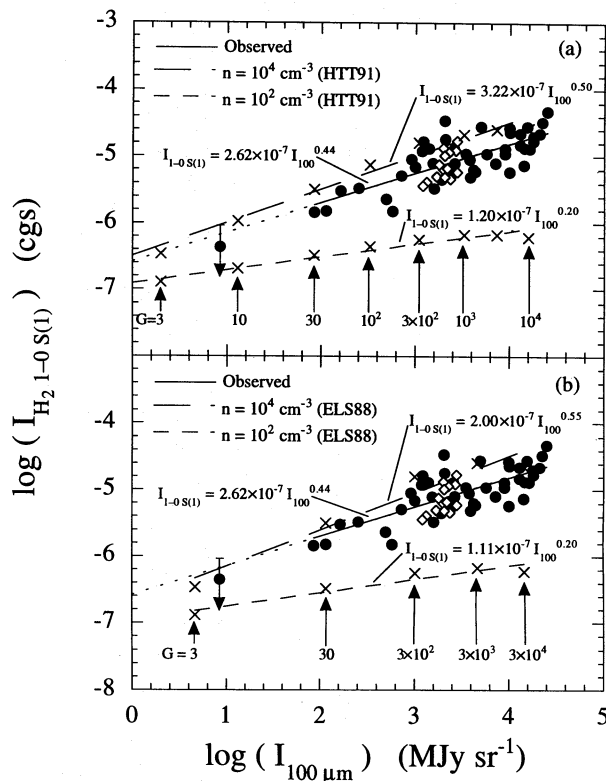 -3
(a)
Observed
n = 10⁴ cm⁻³ (HTT91)
n = 10² cm⁻³ (HTT91)
I₁₋₀ S(1) = 3.22×10⁻⁷ I₁₀₀^0.50
-4
I₁₋₀ S(1) = 2.62×10⁻⁷ I₁₀₀^0.44
-5
-6
I₁₋₀ S(1) = 1.20×10⁻⁷ I₁₀₀^0.20
-7
G=3 10 30 10² 3×10² 10³ 10⁴
log ( I H₂ 1-0 S(1) ) (cgs)
(b)
Observed
n = 10⁴ cm⁻³ (ELS88)
n = 10² cm⁻³ (ELS88)
I₁₋₀ S(1) = 2.00×10⁻⁷ I₁₀₀^0.55
-4
I₁₋₀ S(1) = 2.62×10⁻⁷ I₁₀₀^0.44
-5
-6
I₁₋₀ S(1) = 1.11×10⁻⁷ I₁₀₀^0.20
-7
G = 3 30 3×10² 3×10³ 3×10⁴
-8
0 1 2 3 4 5
log ( I₁₀₀ μm ) (MJy sr⁻¹)